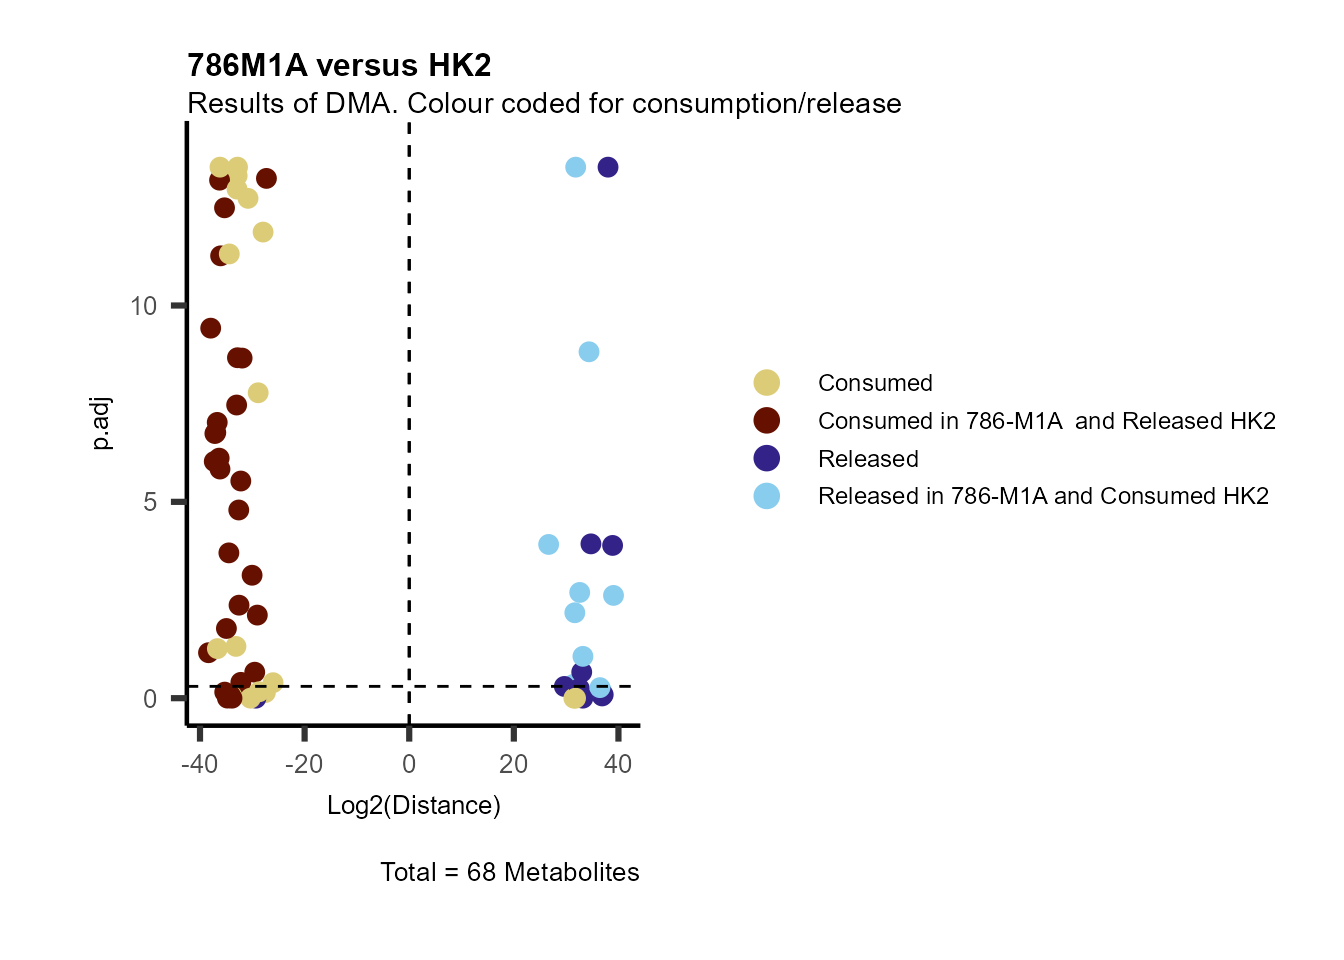 786M1A versus HK2
Results of DMA. Colour coded for consumption/release
10
5
0
p.adj
-40
-20
0
20
40
Log2(Distance)
Consumed
Consumed in 786-M1A  and Released HK2
Released
Released in 786-M1A and Consumed HK2
Total = 68 Metabolites